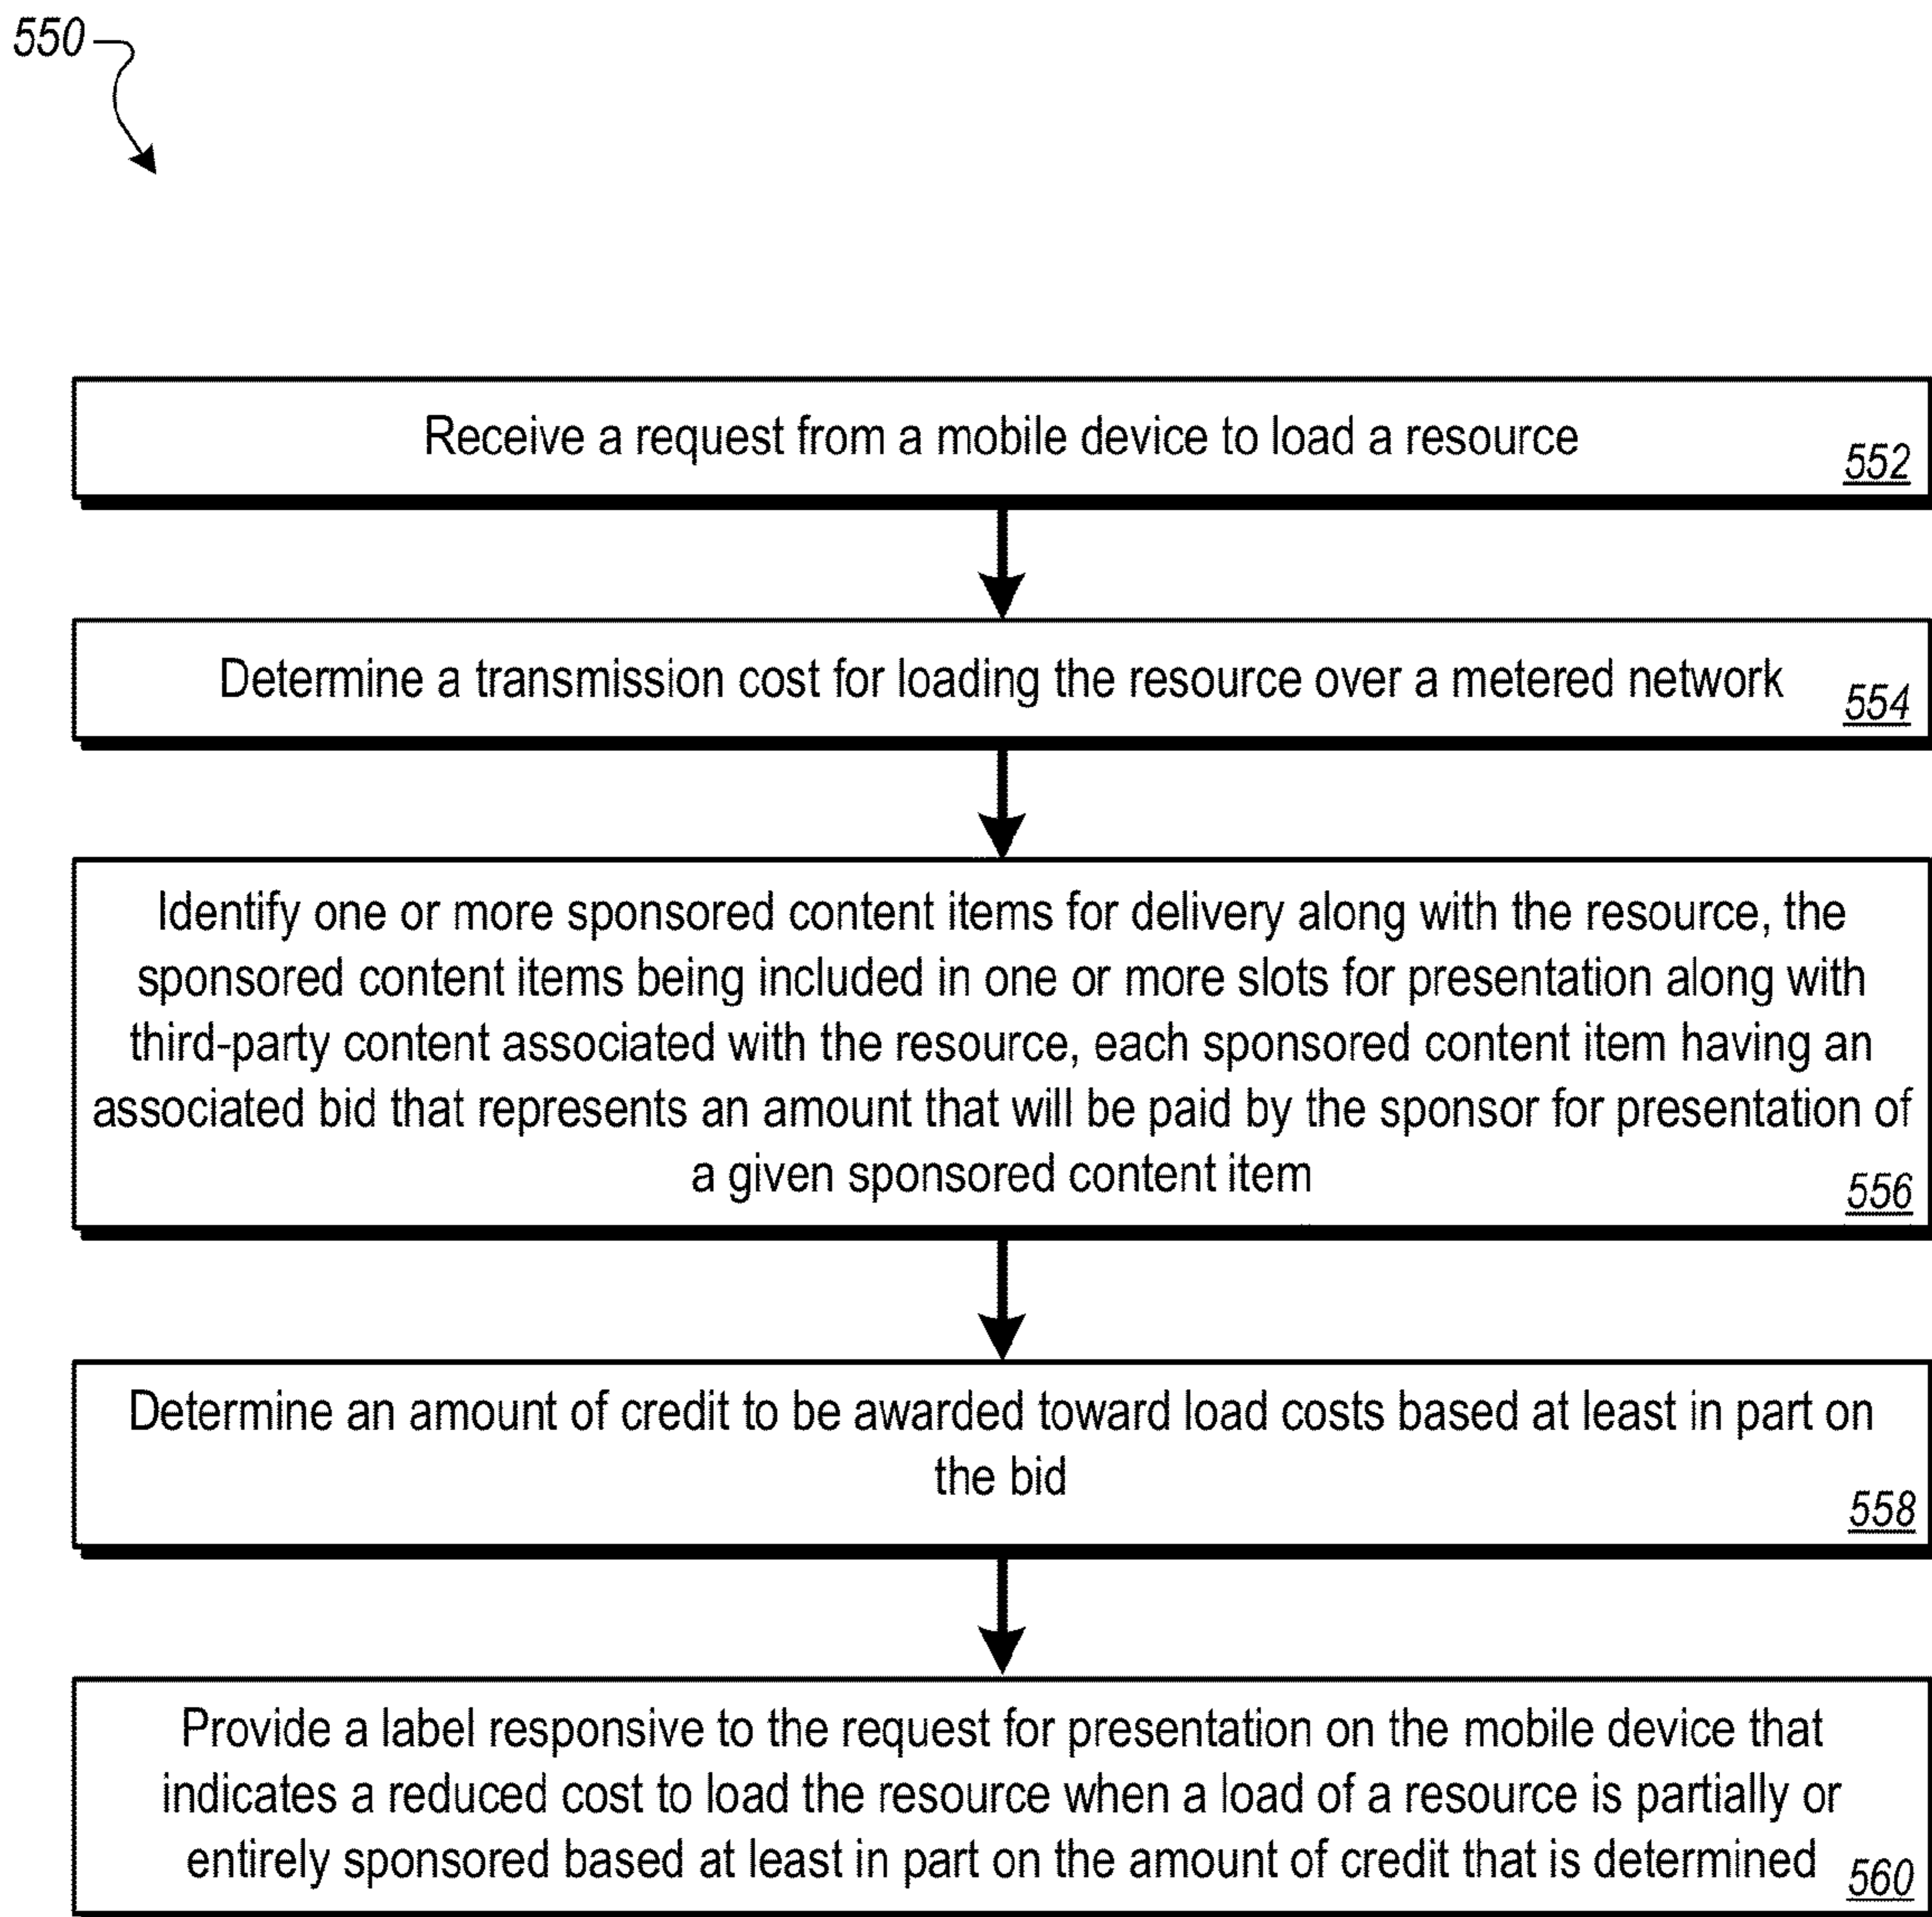 550
Receive a request from a mobile device to load a resource
552
Determine a transmission cost for loading the resource over a metered network
554
Identify one or more sponsored content items for delivery along with the resource, the
sponsored content items being included in one or more slots for presentation along with
third-party content associated with the resource, each sponsored content item having an
associated bid that represents an amount that will be paid by the sponsor for presentation of
a given sponsored content item
556
Determine an amount of credit to be awarded toward load costs based at least in part on
the bid
558
Provide a label responsive to the request for presentation on the mobile device that
indicates a reduced cost to load the resource when a load of a resource is partially or
entirely sponsored based at least in part on the amount of credit that is determined
560